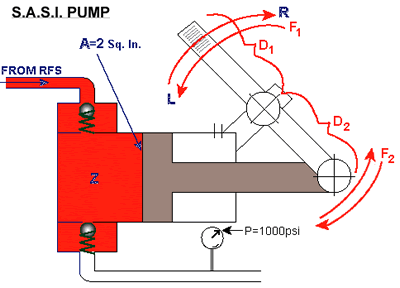 S.A.S.I. PUMP
R
F1
A=2 Sq. In.
D1
FROM RFS
L
D2
F2
Z
P=1000psi